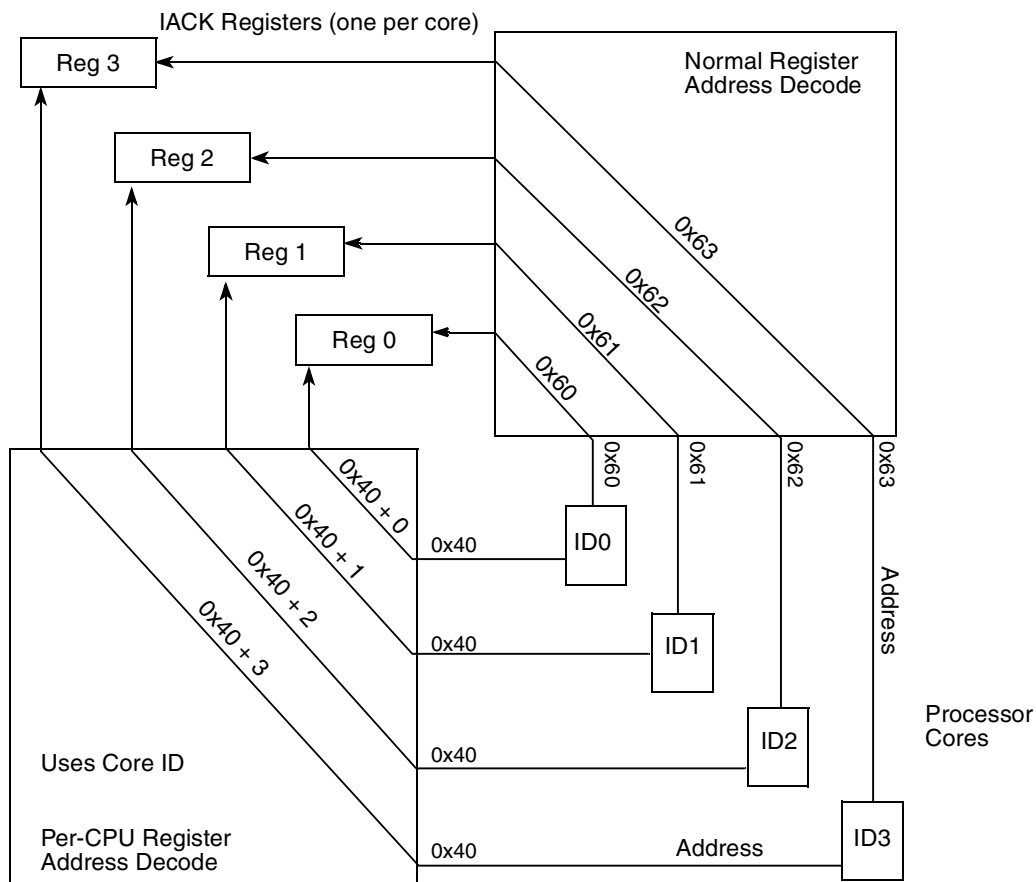 IACK Registers (one per core)
Reg 3
Normal Register
Address Decode
Reg 2
0x63
Reg 1
0x62
0x61
Reg 0
0x60
0x60
0x61
0x62
0x63
0x40 + 0
0x40
ID0
0x40 + 1
0x40 + 2
Address
0x40 + 3
0x40
ID1
Processor
Cores
0x40
ID2
Uses Core ID
Per-CPU Register
Address Decode
0x40
Address
ID3